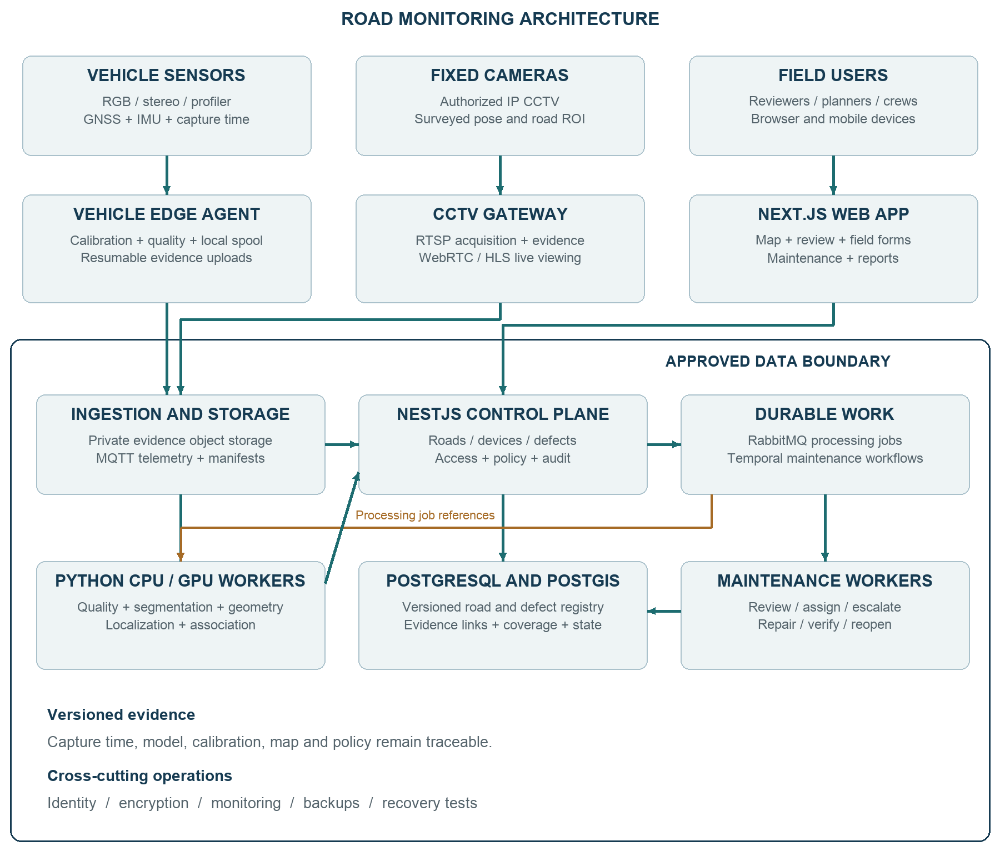 ROAD MONITORING ARCHITECTURE
VEHICLE SENSORS
RGB / stereo / profiler
GNSS + IMU + capture time
FIXED CAMERAS
Authorized IP CCTV
Surveyed pose and road ROI
FIELD USERS
Reviewers / planners / crews
Browser and mobile devices
VEHICLE EDGE AGENT
Calibration + quality + local spool
Resumable evidence uploads
CCTV GATEWAY
RTSP acquisition + evidence
WebRTC / HLS live viewing
NEXT.JS WEB APP
Map + review + field forms
Maintenance + reports
APPROVED DATA BOUNDARY
INGESTION AND STORAGE
Private evidence object storage
MQTT telemetry + manifests
NESTJS CONTROL PLANE
Roads / devices / defects
Access + policy + audit
DURABLE WORK
RabbitMQ processing jobs
Temporal maintenance workflows
Processing job references
PYTHON CPU / GPU WORKERS
Quality + segmentation + geometry
Localization + association
POSTGRESQL AND POSTGIS
Versioned road and defect registry
Evidence links + coverage + state
MAINTENANCE WORKERS
Review / assign / escalate
Repair / verify / reopen
Versioned evidence
Capture time, model, calibration, map and policy remain traceable.
Cross-cutting operations
Identity / encryption / monitoring / backups / recovery tests